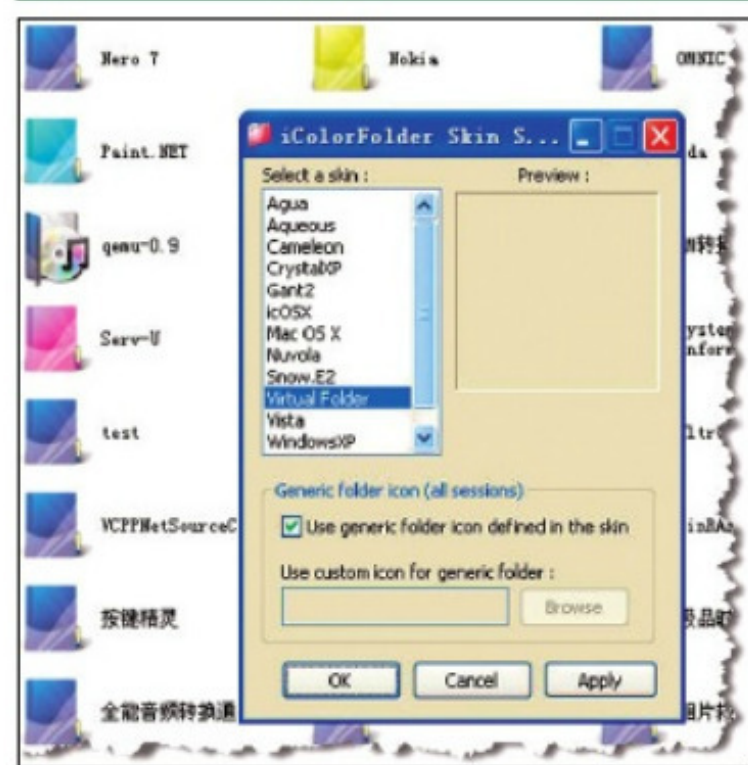 Nero 7
Nokia
OMNIC
Paint.NET
da
qemu-0.9
Serv-U
test
VCPPNetSourceC
按键精灵
全能音频转换通
iColorFolder Skin S...
Select a skin :
Preview :
Agua
Aqueous
Cameleon
CrystalXP
Gant2
icOSX
Mac OS X
Nuvola
Snow.E2
Virtual Folder
Vista
WindowsXP
Generic folder icon (all sessions)
Use generic folder icon defined in the skin
Use custom icon for generic folder :
Browse
OK
Cancel
Apply